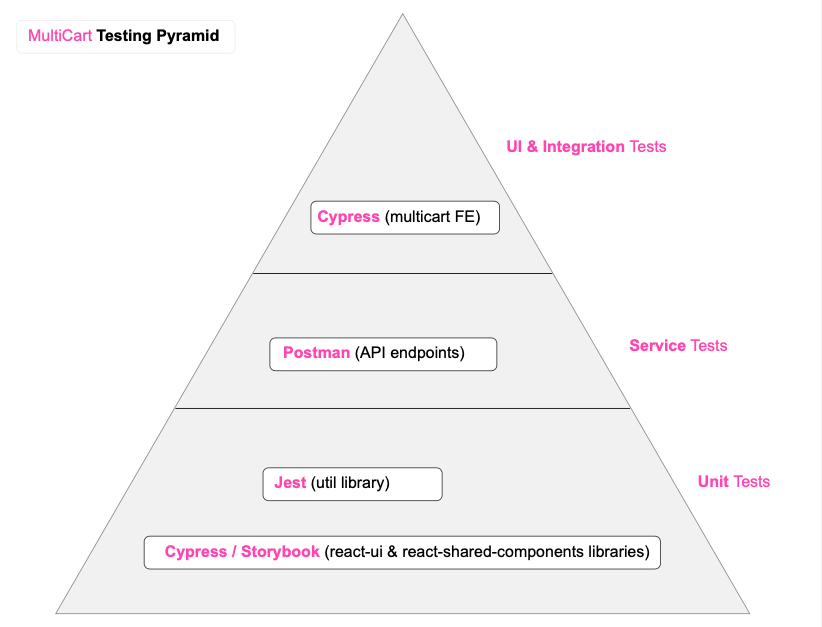 MultiCart Testing Pyramid
UI & Integration Tests
Cypress (multicart FE)
Service Tests
Postman (API endpoints)
Unit Tests
Jest (util library)
Cypress / Storybook (react-ui & react-shared-components libraries)